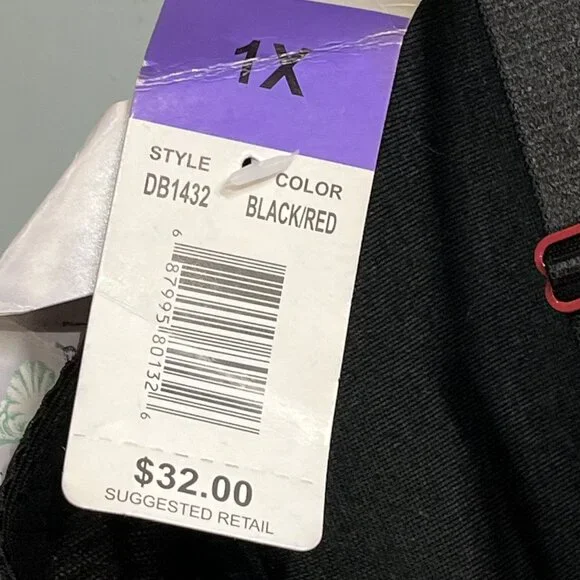 1X
STYLE
DB1432
COLOR
BLACK/RED
6 87995 80132 6
$32.00
SUGGESTED RETAIL